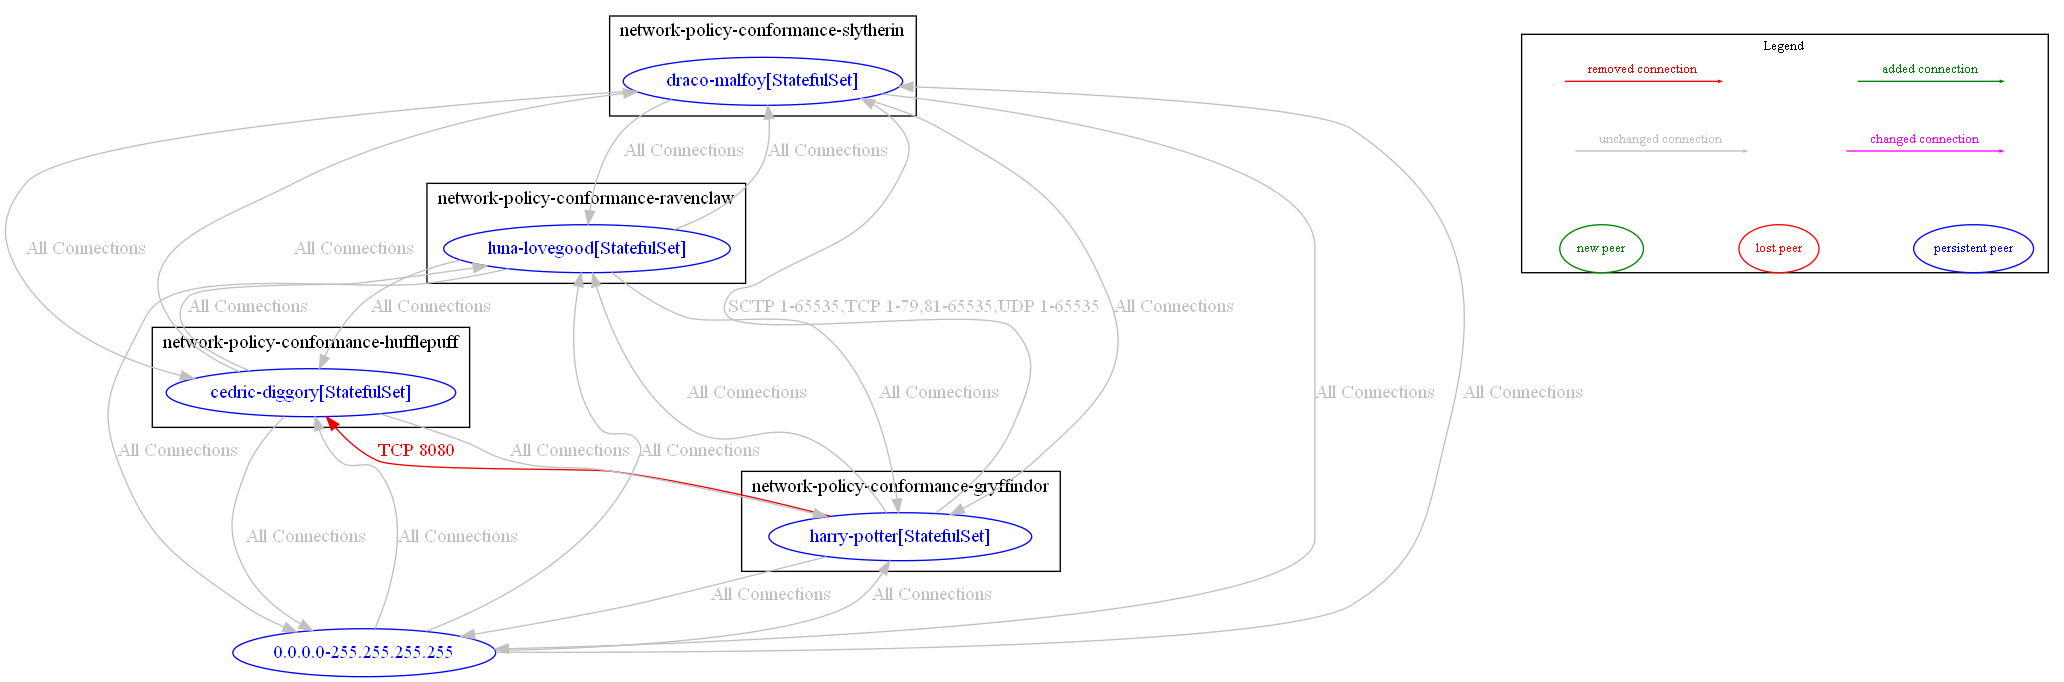 network-policy-conformance-slytherin
draco-malfoy[StatefulSet]
Legend
removed connection
added connection
unchanged connection
changed connection
new peer
lost peer
persistent peer
All Connections
All Connections
network-policy-conformance-ravenclaw
luna-lovegood[StatefulSet]
All Connections
All Connections
All Connections
All Connections
SCTP 1-65535,TCP 1-79,81-65535,UDP 1-65535
All Connections
network-policy-conformance-hufflepuff
cedric-diggory[StatefulSet]
All Connections
All Connections
All Connections
All Connections
All Connections
TCP 8080
All Connections
All Connections
network-policy-conformance-gryffindor
harry-potter[StatefulSet]
All Connections
All Connections
All Connections
All Connections
0.0.0.0-255.255.255.255